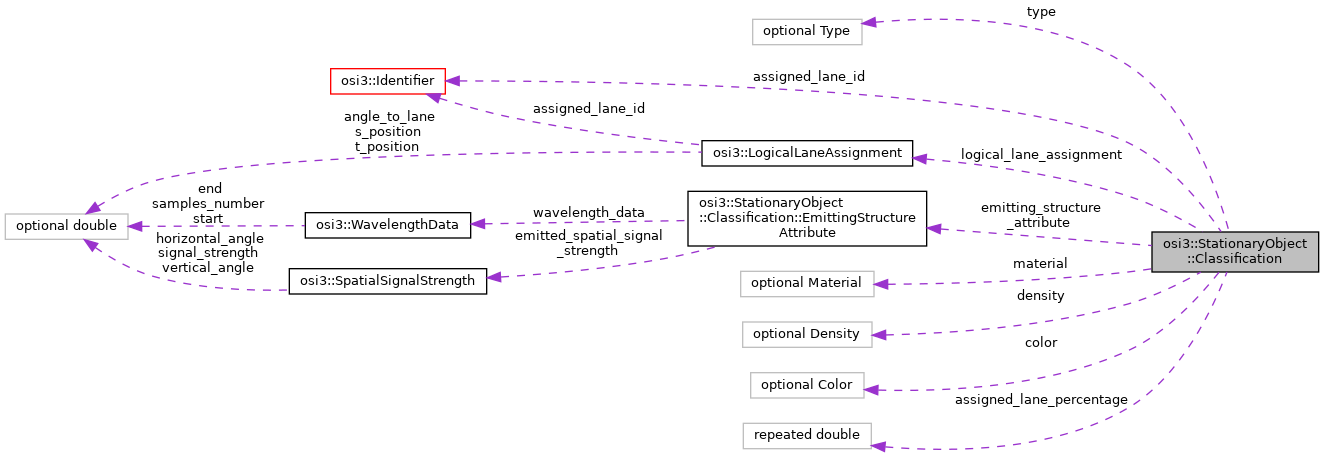 type
optional Type
osi3::Identifier
assigned_lane_id
assigned_lane_id
angle_to_lane
s_position
t_position
osi3::LogicalLaneAssignment
logical_lane_assignment
end
samples_number
start
optional double
osi3::WavelengthData
wavelength_data
osi3::StationaryObject
::Classification::EmittingStructure
Attribute
emitting_structure
_attribute
osi3::StationaryObject
::Classification
horizontal_angle
signal_strength
vertical_angle
emitted_spatial_signal
_strength
osi3::SpatialSignalStrength
material
optional Material
density
optional Density
color
optional Color
assigned_lane_percentage
repeated double